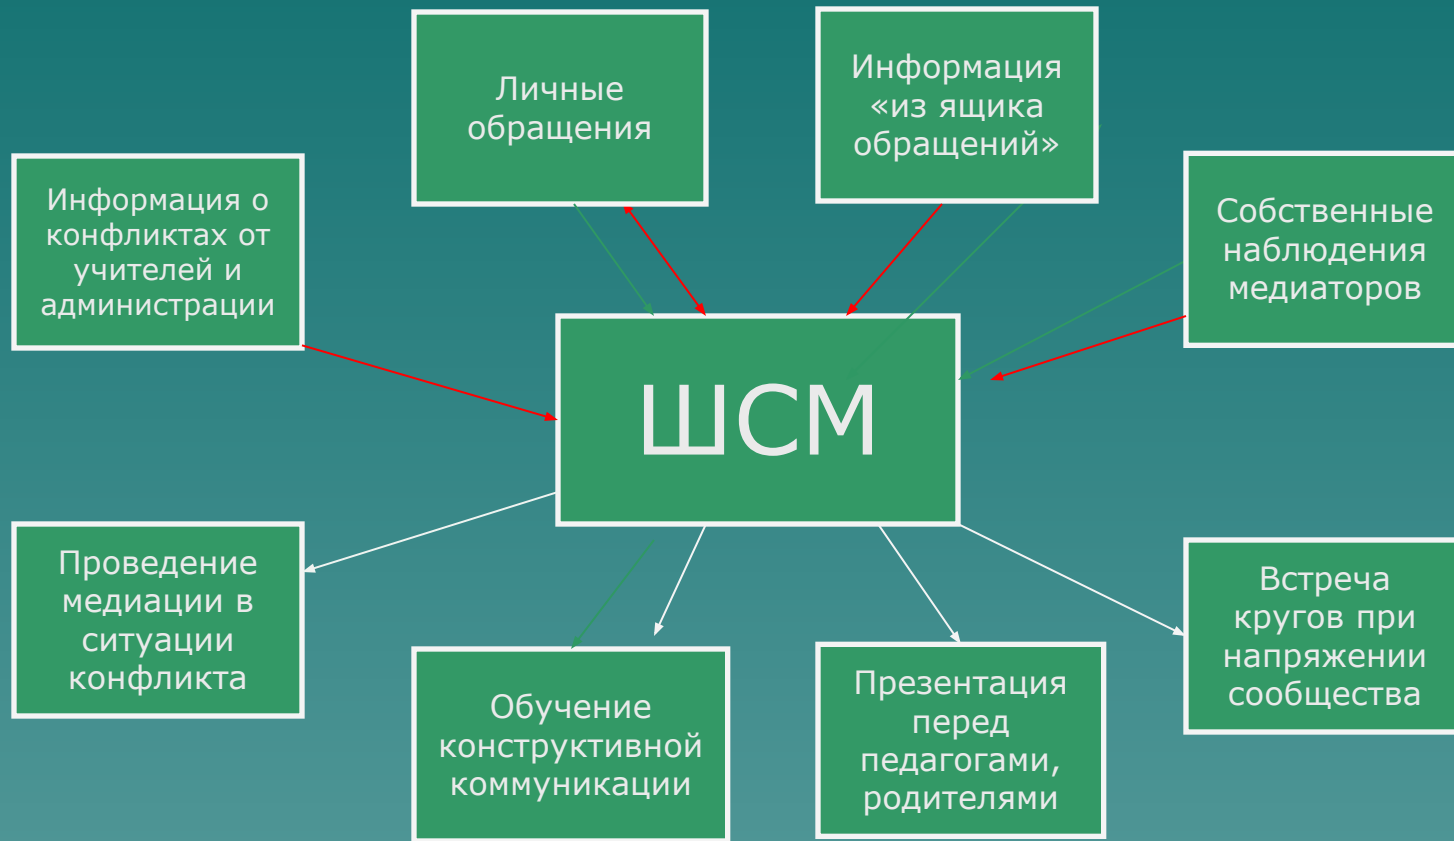 Личные
обращения
Информация
«из ящика
обращений»
Информация о
конфликтах от
учителей и
администрации
Собственные
наблюдения
медиаторов
ШСМ
Проведение
медиации в
ситуации
конфликта
Обучение
конструктивной
коммуникации
Презентация
перед
педагогами,
родителями
Встреча
кругов при
напряжении
сообщества